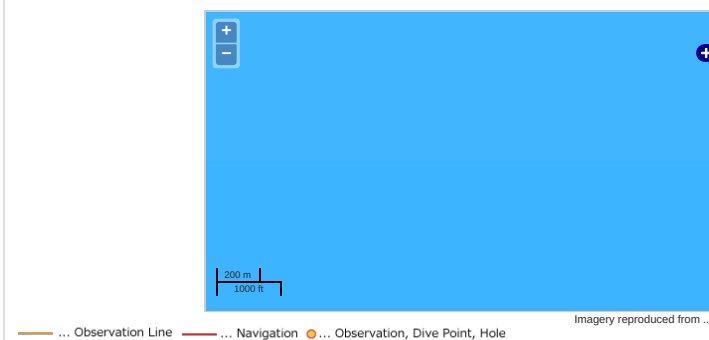 +
−
+
200 m
1000 ft
Imagery reproduced from ..
... Observation Line ... Navigation ... Observation, Dive Point, Hole